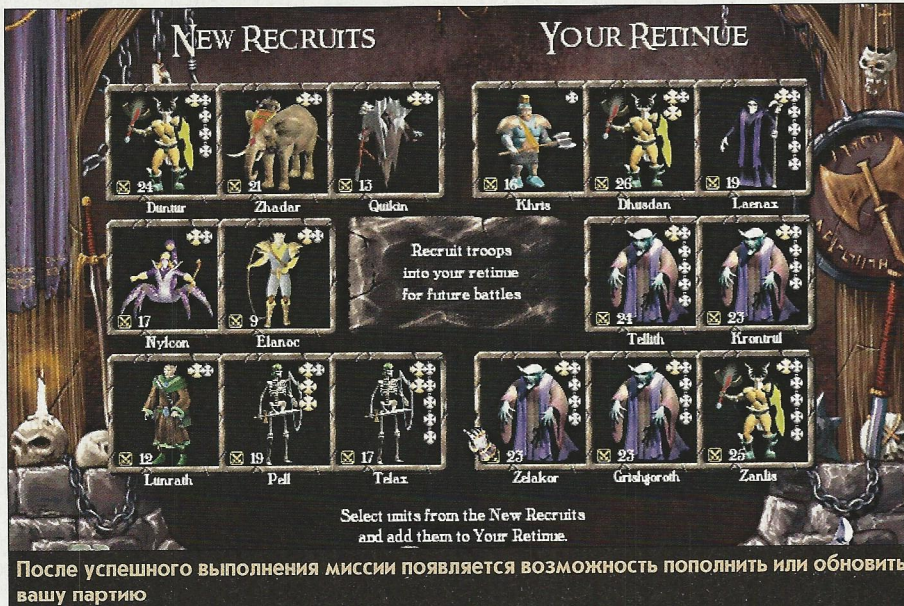 NEW RECRUITS
YOUR RETINUE
24
21
13
16
26
19
Duntur
Zhadar
Quikin
Khris
Dhusdan
Laenax
Recruit troops
into your retinue
for future battles
17
9
24
23
Nylcon
Elanoc
Telluth
Krontrul
12
19
17
23
23
25
Lunrath
Pell
Telax
Zelakor
Grishjoroth
Zanlis
Select units from the New Recruits
and add them to Your Retinue.
После успешного выполнения миссии появляется возможность пополнить или обновить
вашу партию